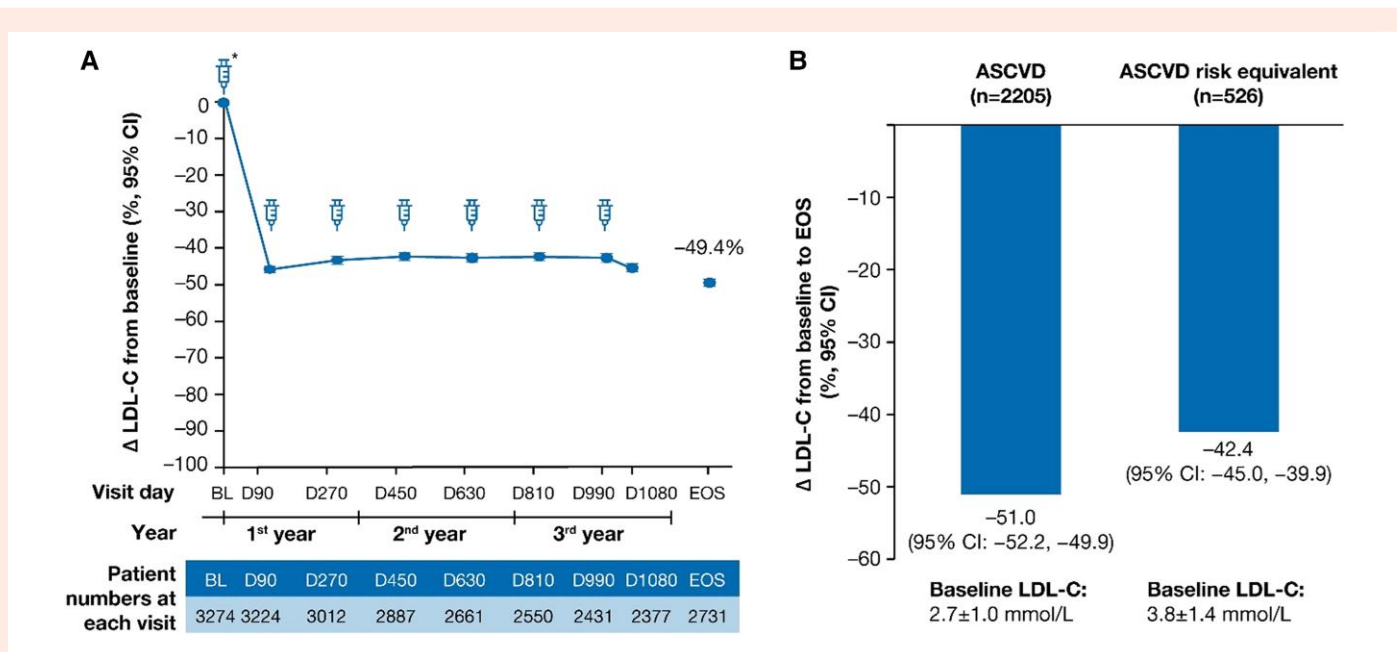 A
*
Δ LDL-C from baseline (%, 95% CI)
0
−10
−20
−30
−40
−50
−60
−70
−80
−90
−100
−49.4%
Visit day BL D90 D270 D450 D630 D810 D990 D1080 EOS
Year 1st year 2nd year 3rd year
Patient numbers at each visit
BL D90 D270 D450 D630 D810 D990 D1080 EOS
3274 3224 3012 2887 2661 2550 2431 2377 2731
B
ASCVD
(n=2205)
ASCVD risk equivalent
(n=526)
Δ LDL-C from baseline to EOS
(%, 95% CI)
−10
−20
−30
−40
−50
−60
−51.0
(95% CI: −52.2, −49.9)
−42.4
(95% CI: −45.0, −39.9)
Baseline LDL-C:
2.7±1.0 mmol/L
Baseline LDL-C:
3.8±1.4 mmol/L